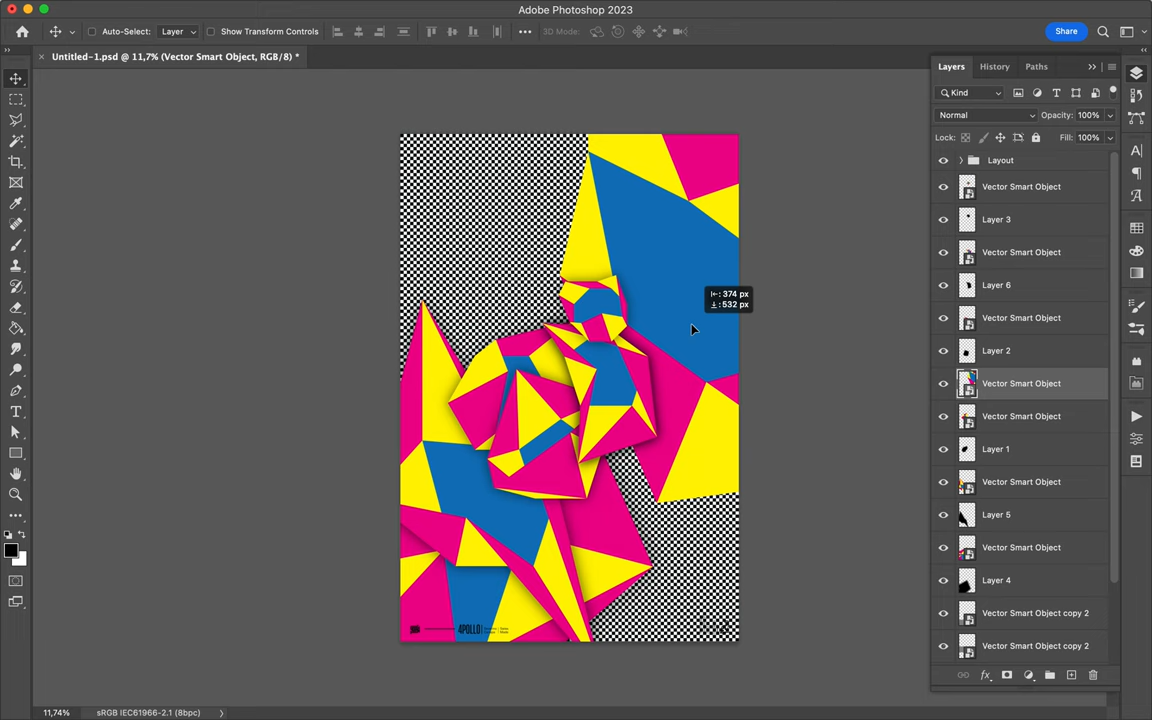 Adobe Photoshop 2023
Auto-Select: Layer Show Transform Controls 3D Mode: Share
Untitled-1.psd @ 11,7% (Vector Smart Object, RGB/8) *
Layers History Paths
Kind
Normal Opacity: 100%
Lock: Fill: 100%
Layout
Vector Smart Object
Layer 3
Vector Smart Object
Layer 6
Vector Smart Object
Layer 2
Vector Smart Object
Vector Smart Object
Layer 1
Vector Smart Object
Layer 5
Vector Smart Object
Layer 4
Vector Smart Object copy 2
Vector Smart Object copy 2
: 374 px
: 532 px
4POLLO
11,74% sRGB IEC61966-2.1 (8bpc)